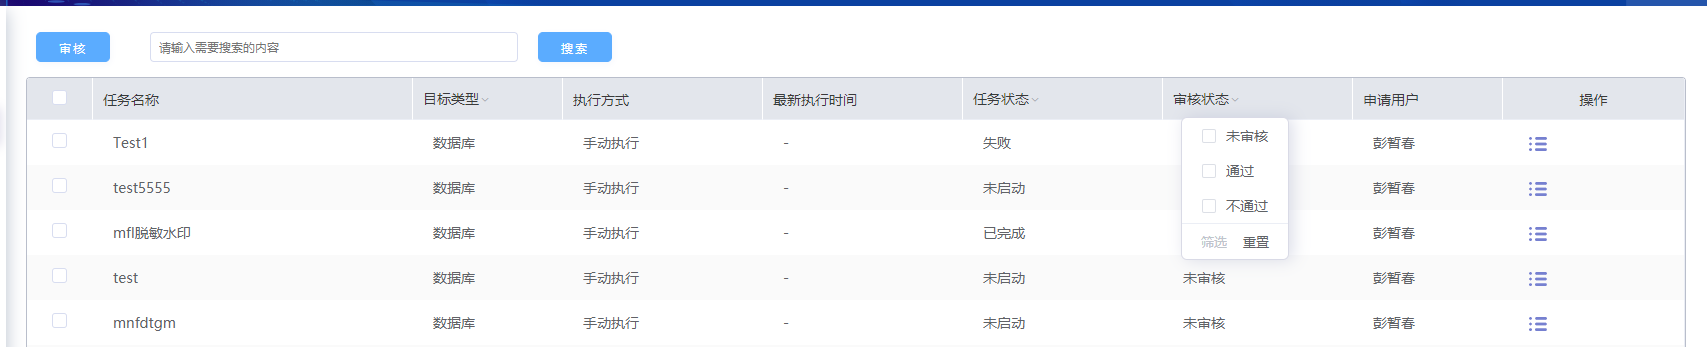 审核 请输入需要搜索的内容 搜索
任务名称 目标类型 执行方式 最新执行时间 任务状态 审核状态 申请用户 操作
Test1 数据库 手动执行 - 失败 彭暂春
test5555 数据库 手动执行 - 未启动 彭暂春
mfl脱敏水印 数据库 手动执行 - 已完成 彭暂春
test 数据库 手动执行 - 未启动 未审核 彭暂春
mnfdtgm 数据库 手动执行 - 未启动 未审核 彭暂春
未审核
通过
不通过
筛选 重置